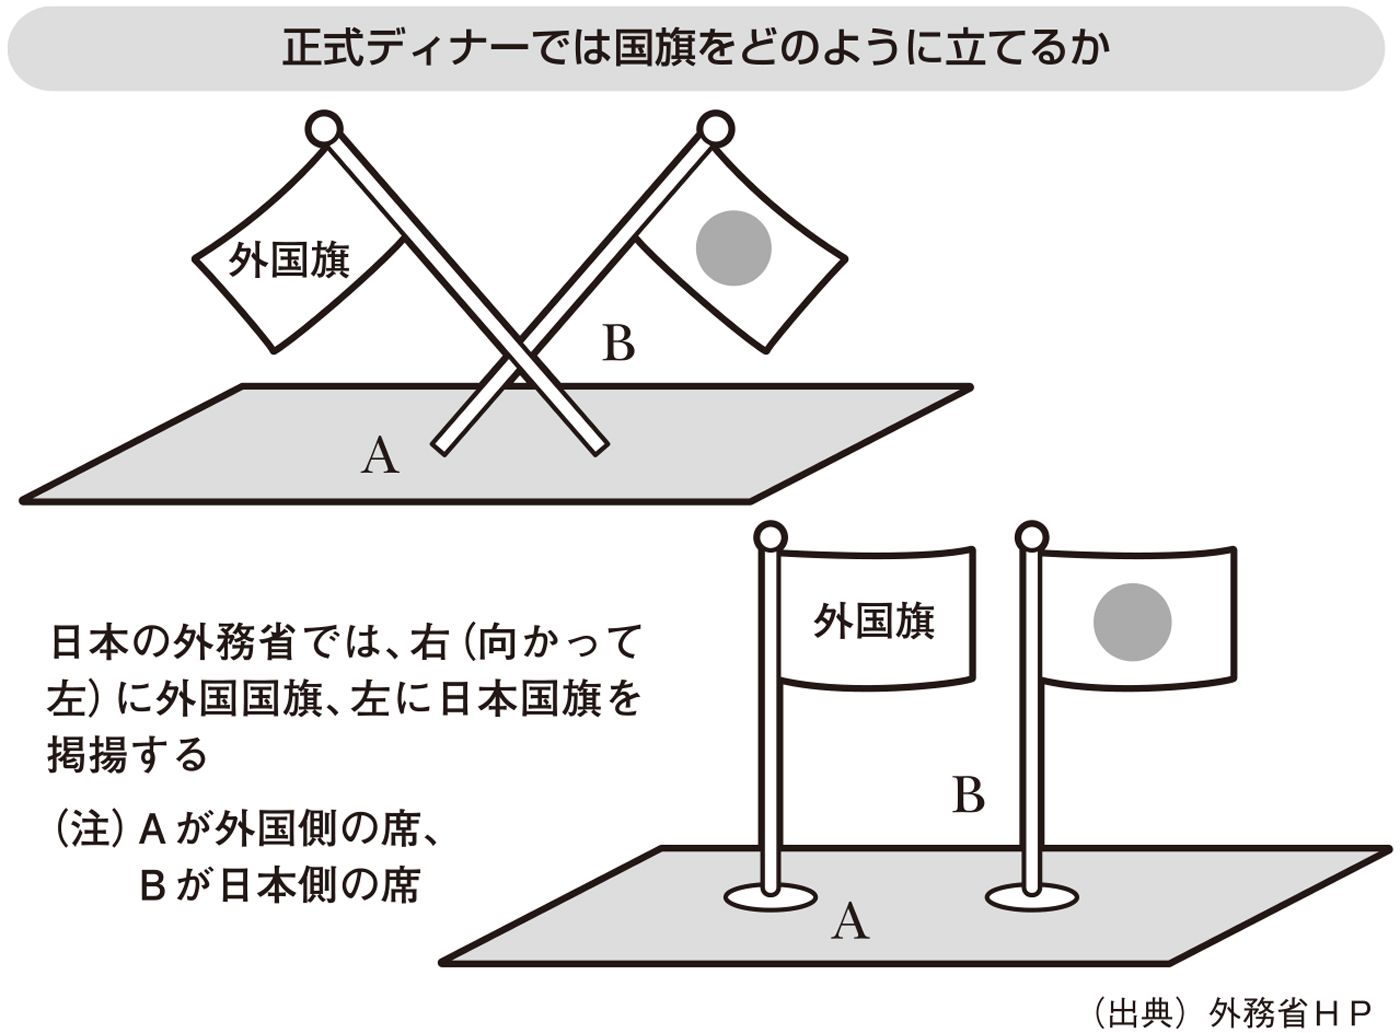 正式ディナーでは国旗をどのように立てるか
外国旗
B
A
外国旗
日本の外務省では、右（向かって
左）に外国国旗、左に日本国旗を
掲揚する
（注）Aが外国側の席、
Bが日本側の席
B
A
（出典）外務省ＨＰ